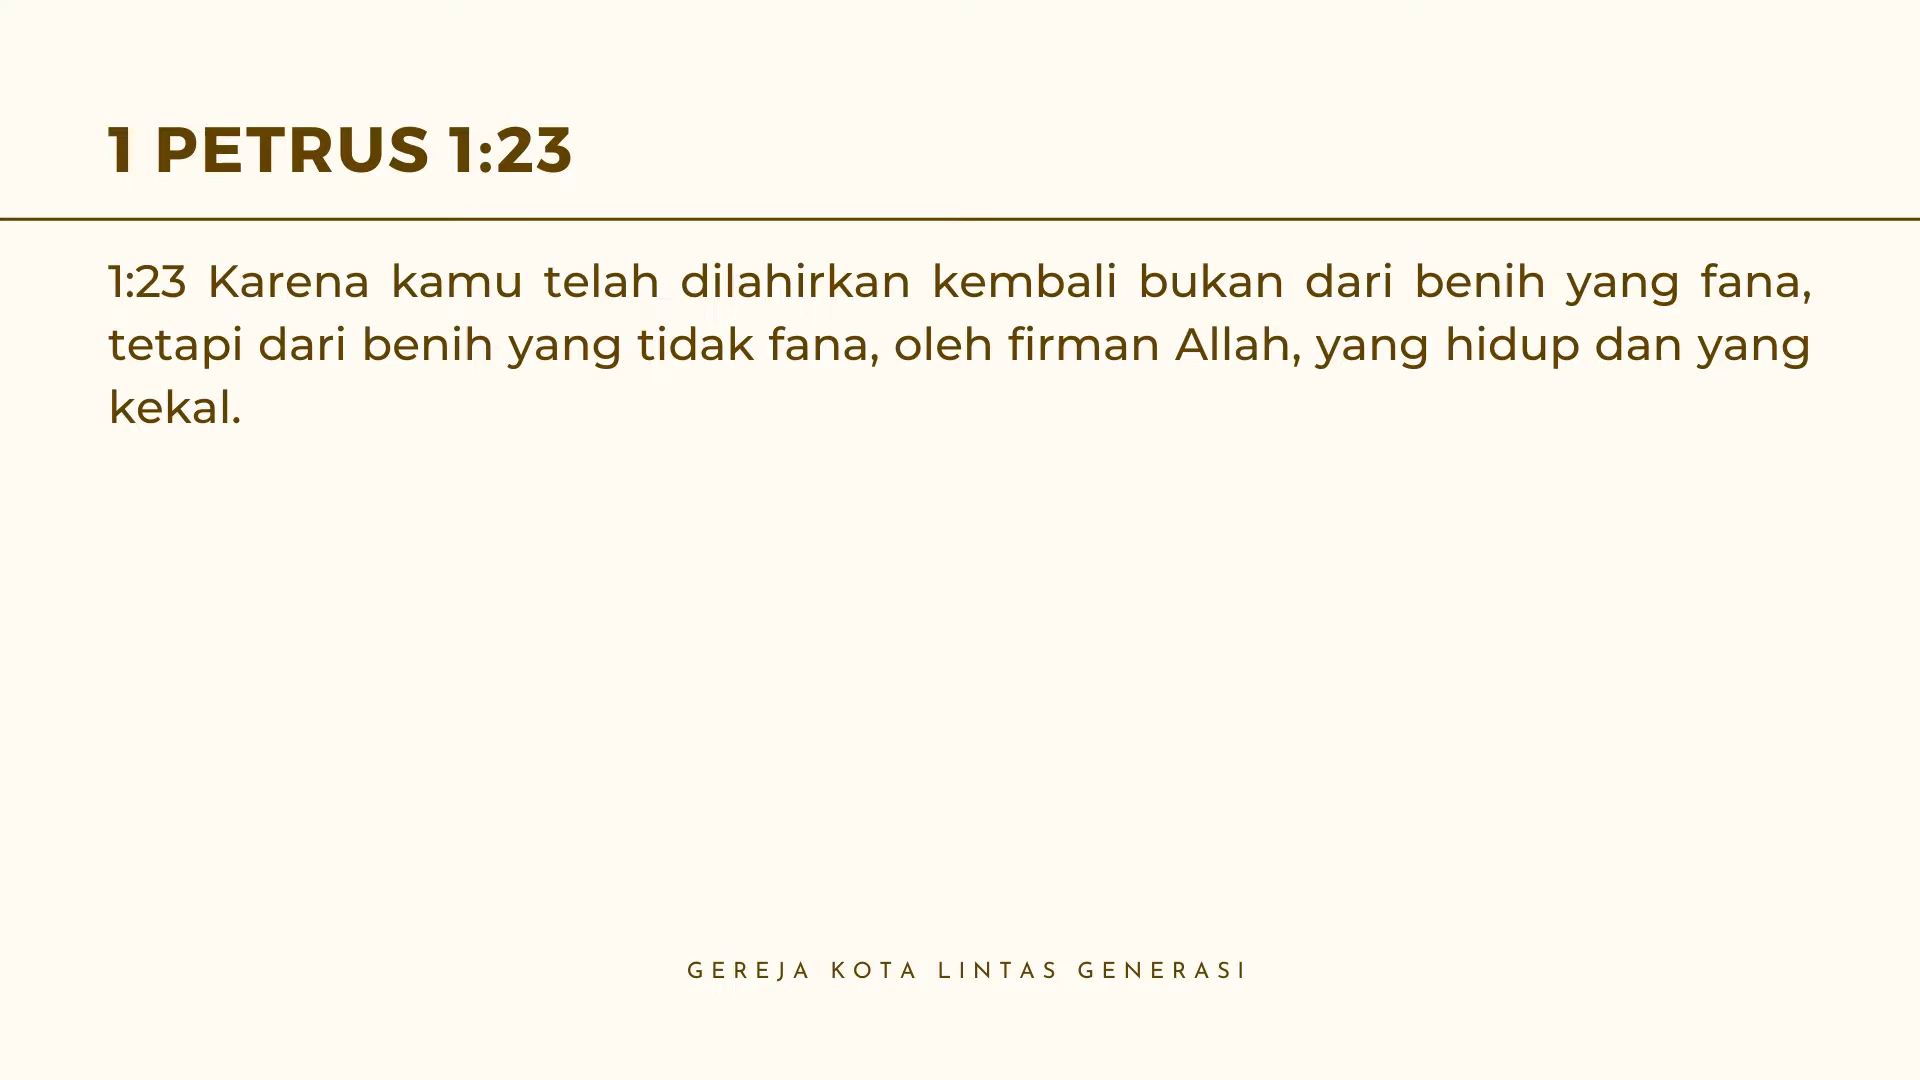 1 PETRUS 1:23
1:23 Karena kamu telah dilahirkan kembali bukan dari benih yang fana,
tetapi dari benih yang tidak fana, oleh firman Allah, yang hidup dan yang
kekal.
GEREJA KOTA LINTAS GENERASI